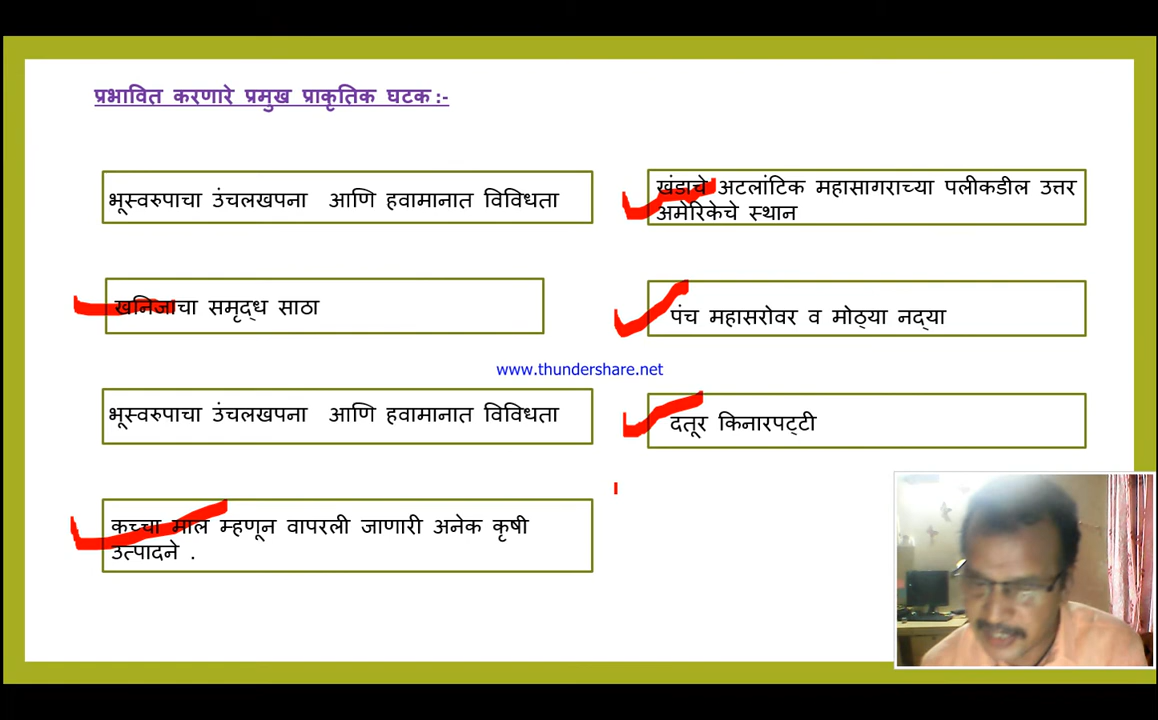 प्रभावित करणारे प्रमुख प्राकृतिक घटक :-
भूस्वरुपाचा उंचलखपना आणि हवामानात विविधता
खंडाचे अटलांटिक महासागराच्या पलीकडील उत्तर
अमेरिकेचे स्थान
खनिजाचा समृद्ध साठा
पंच महासरोवर व मोठ्या नद्या
www.thundershare.net
भूस्वरुपाचा उंचलखपना आणि हवामानात विविधता
दतूर किनारपट्टी
कच्चा माल म्हणून वापरली जाणारी अनेक कृषी
उत्पादने .